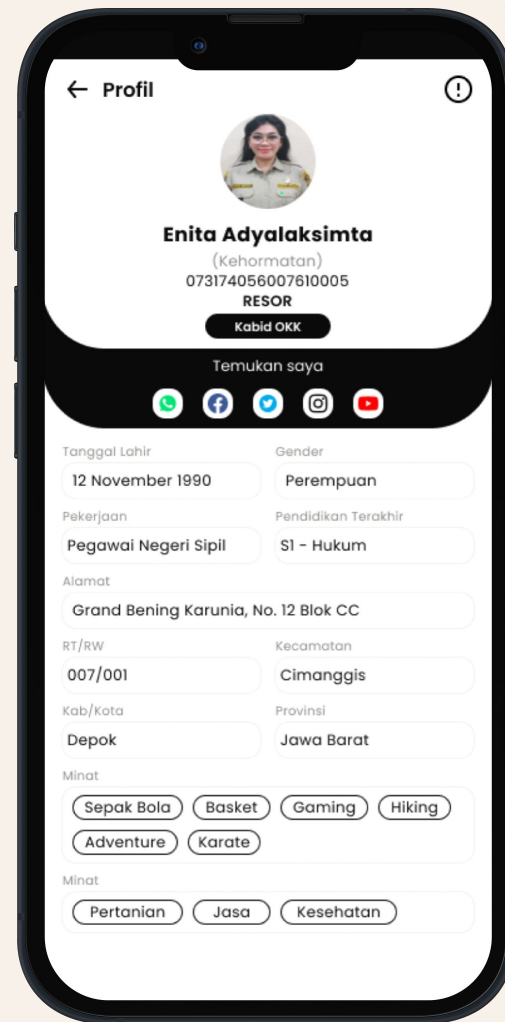 Profil
Enita Adyalaksimta
(Kehormatan)
073174056007610005
RESOR
Kabid OKK
Temukan saya
Tanggal Lahir Gender
12 November 1990 Perempuan
Pekerjaan Pendidikan Terakhir
Pegawai Negeri Sipil S1 - Hukum
Alamat
Grand Bening Karunia, No. 12 Blok CC
RT/RW Kecamatan
007/001 Cimanggis
Kab/Kota Provinsi
Depok Jawa Barat
Minat
Sepak Bola Basket Gaming Hiking
Adventure Karate
Minat
Pertanian Jasa Kesehatan